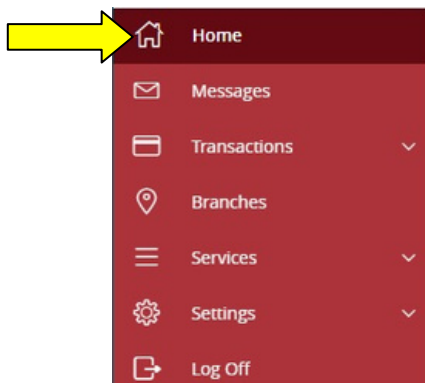 Home
Messages
Transactions
Branches
Services
Settings
Log Off